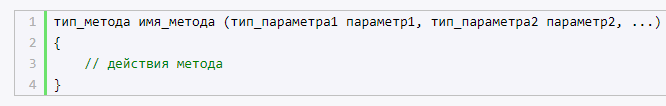 1 тип_метода имя_метода (тип_параметра1 параметр1, тип_параметра2 параметр2, ...)
2 {
3 // действия метода
4 }